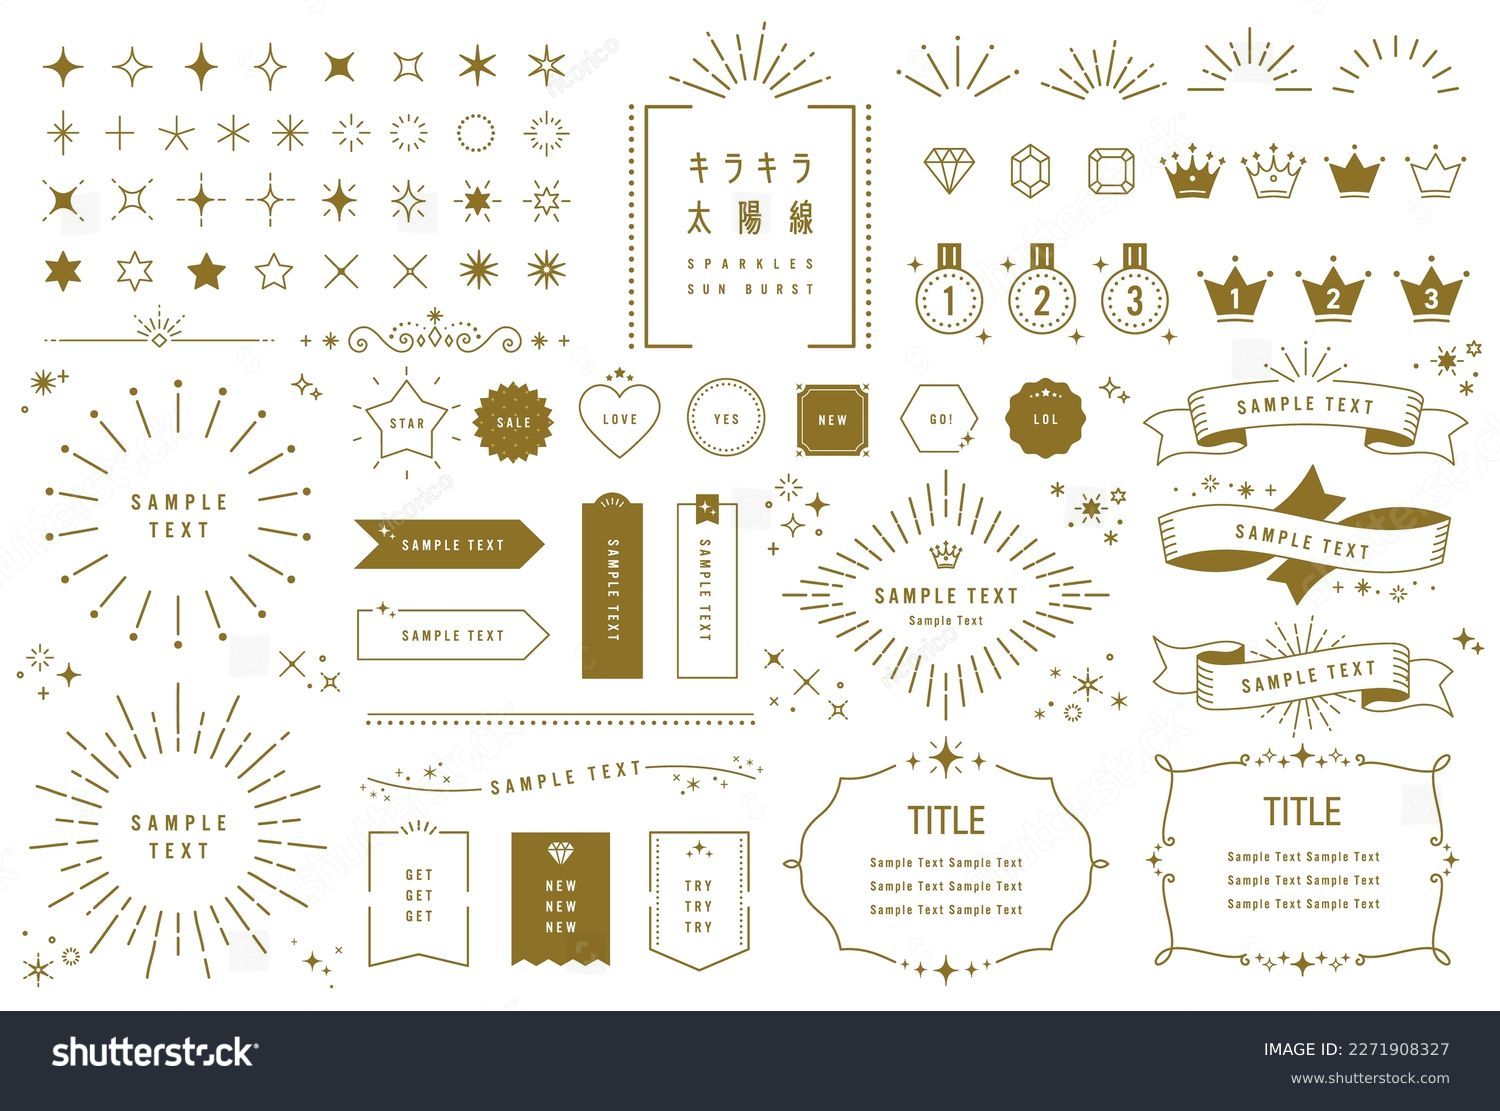 キラキラ
太陽線
SPARKLES
SUN BURST
1
2
3
1
2
3
STAR
SALE
LOVE
YES
NEW
GO!
LOL
SAMPLE TEXT
SAMPLE
TEXT
SAMPLE TEXT
SAMPLE TEXT
SAMPLE TEXT
SAMPLE TEXT
SAMPLE TEXT
Sample Text
SAMPLE TEXT
SAMPLE TEXT
SAMPLE TEXT
SAMPLE
TEXT
GET
GET
GET
NEW
NEW
NEW
TRY
TRY
TRY
TITLE
Sample Text Sample Text
Sample Text Sample Text
Sample Text Sample Text
TITLE
Sample Text Sample Text
Sample Text Sample Text
Sample Text Sample Text
shutterstock
IMAGE ID: 2271908327
www.shutterstock.com